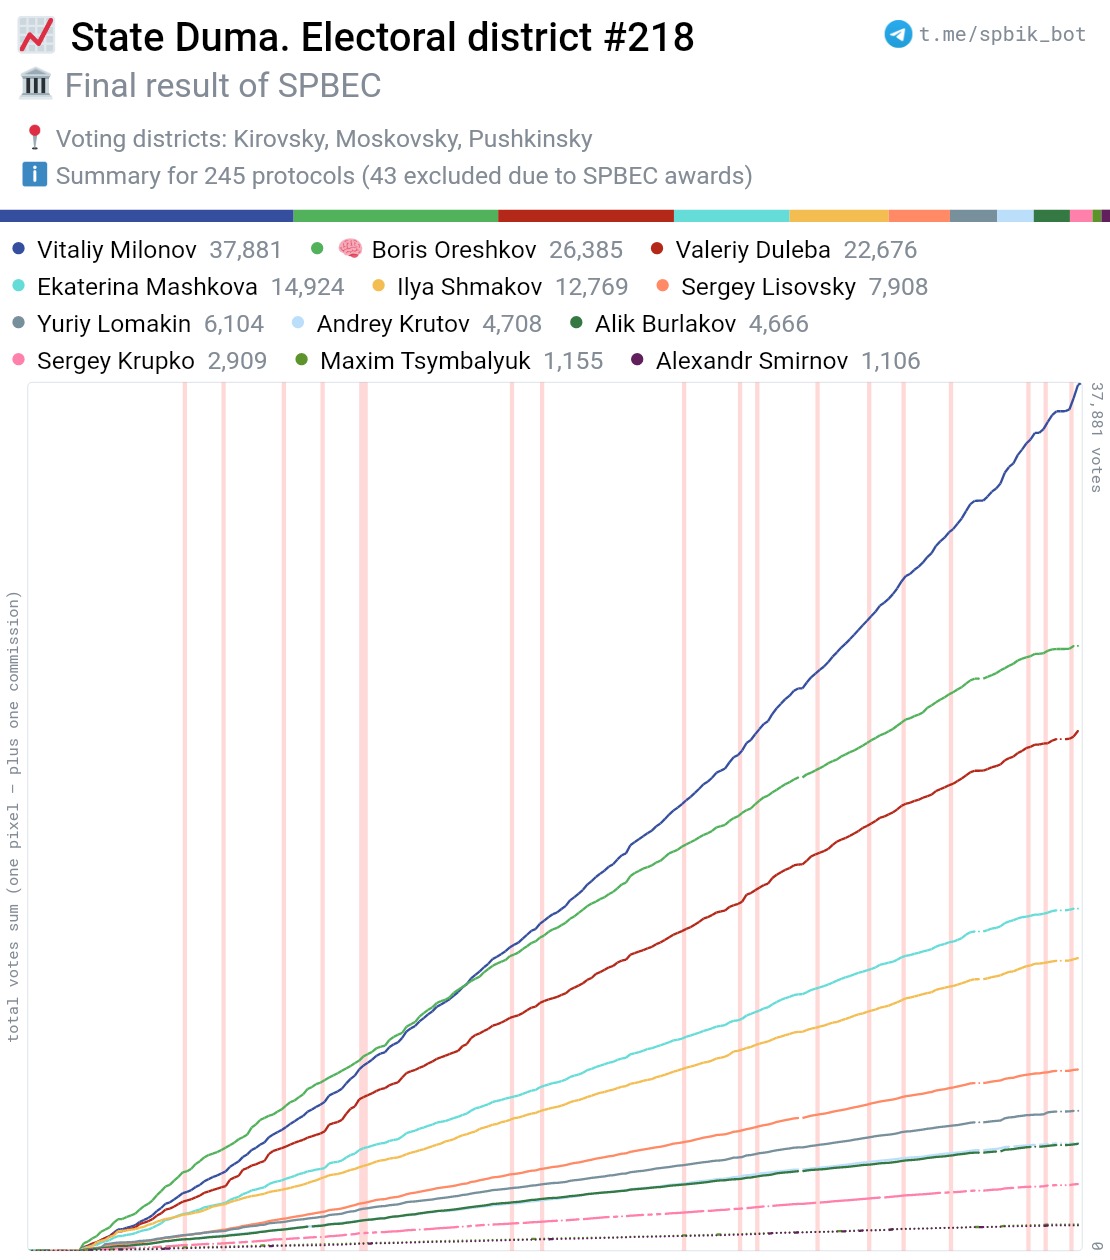 State Duma. Electoral district #218
t.me/spbik_bot
Final result of SPBEC
Voting districts: Kirovsky, Moskovsky, Pushkinsky
Summary for 245 protocols (43 excluded due to SPBEC awards)
Vitaliy Milonov 37,881 Boris Oreshkov 26,385 Valeriy Duleba 22,676
Ekaterina Mashkova 14,924 Ilya Shmakov 12,769 Sergey Lisovsky 7,908
Yuriy Lomakin 6,104 Andrey Krutov 4,708 Alik Burlakov 4,666
Sergey Krupko 2,909 Maxim Tsymbalyuk 1,155 Alexandr Smirnov 1,106
37,881 votes
total votes sum (one pixel — plus one commission)
0